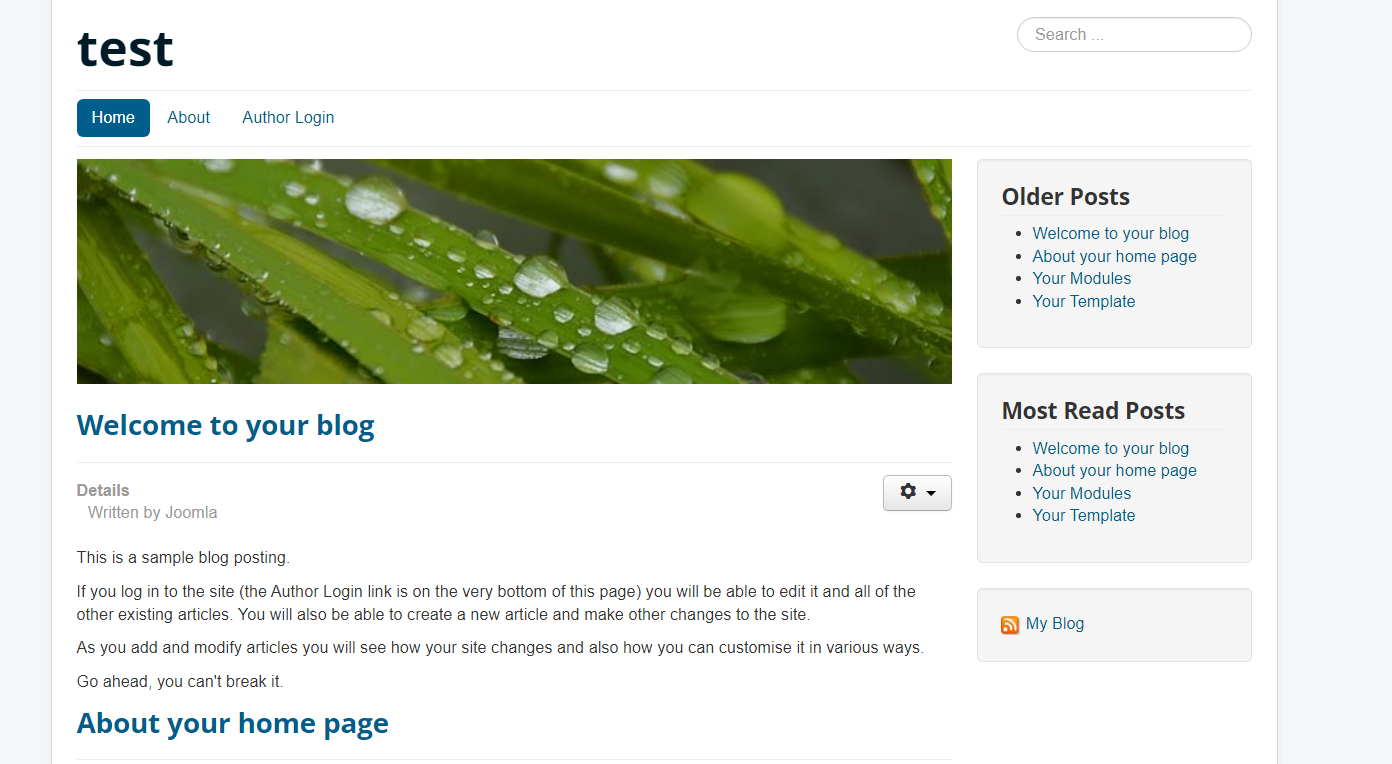 test
Search ...
Home
About
Author Login
Welcome to your blog
Details
Written by Joomla
This is a sample blog posting.
If you log in to the site (the Author Login link is on the very bottom of this page) you will be able to edit it and all of the
other existing articles. You will also be able to create a new article and make other changes to the site.
As you add and modify articles you will see how your site changes and also how you can customise it in various ways.
Go ahead, you can't break it.
About your home page
Older Posts
Welcome to your blog
About your home page
Your Modules
Your Template
Most Read Posts
Welcome to your blog
About your home page
Your Modules
Your Template
My Blog